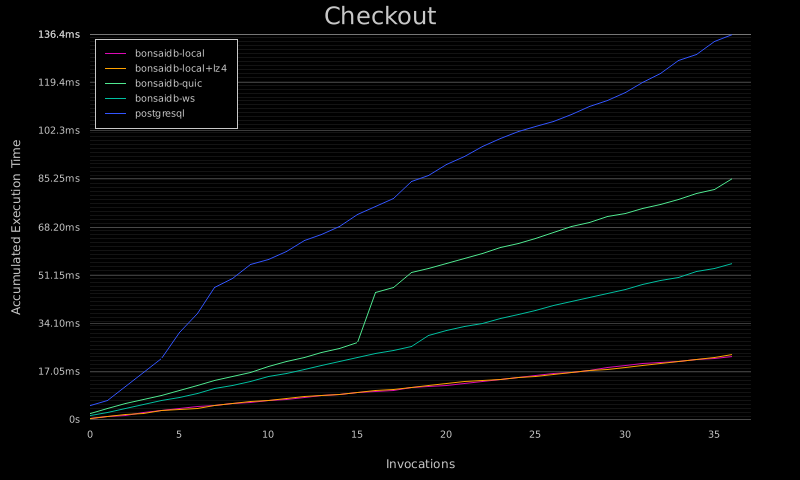 Checkout
136.4ms
119.4ms
102.3ms
85.25ms
68.20ms
51.15ms
34.10ms
17.05ms
0s
bonsaidb-local
bonsaidb-local+lz4
bonsaidb-quic
bonsaidb-ws
postgresql
Accumulated Execution Time
0 5 10 15 20 25 30 35
Invocations